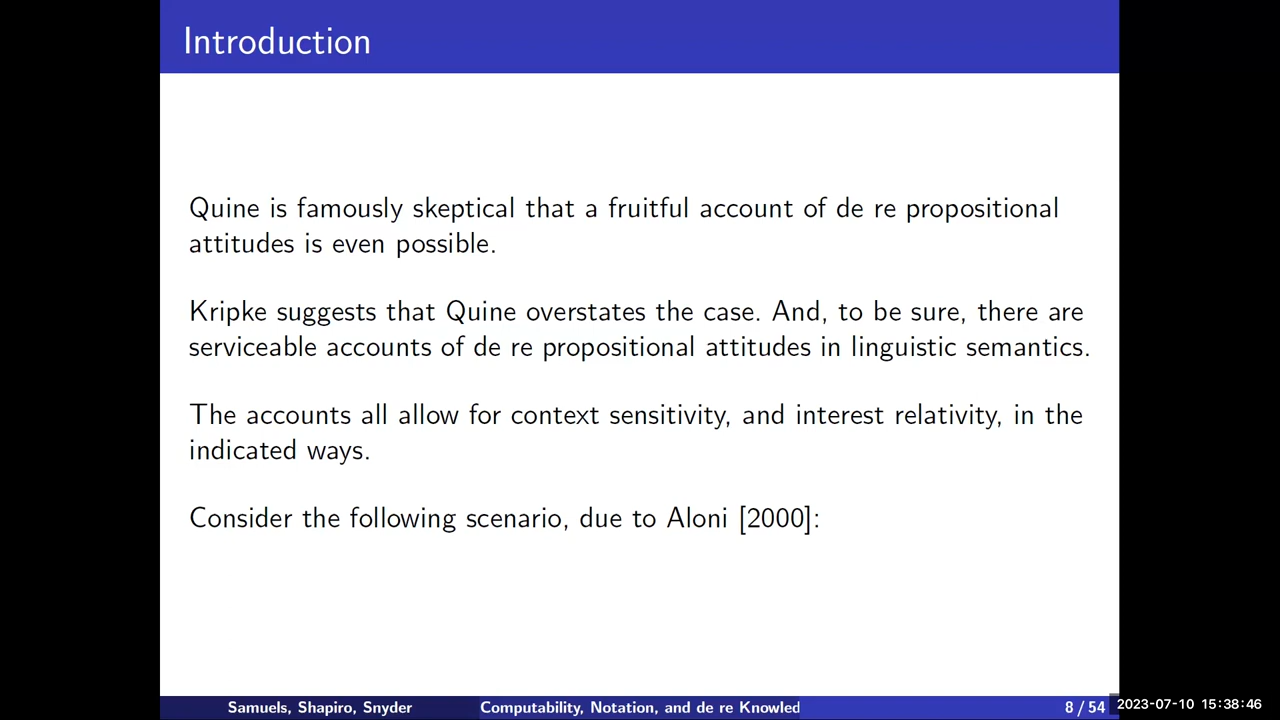 Introduction
Quine is famously skeptical that a fruitful account of de re propositional
attitudes is even possible.
Kripke suggests that Quine overstates the case. And, to be sure, there are
serviceable accounts of de re propositional attitudes in linguistic semantics.
The accounts all allow for context sensitivity, and interest relativity, in the
indicated ways.
Consider the following scenario, due to Aloni [2000]:
Samuels, Shapiro, Snyder
Computability, Notation, and de re Knowled
8 / 54
2023-07-10 15:38:46